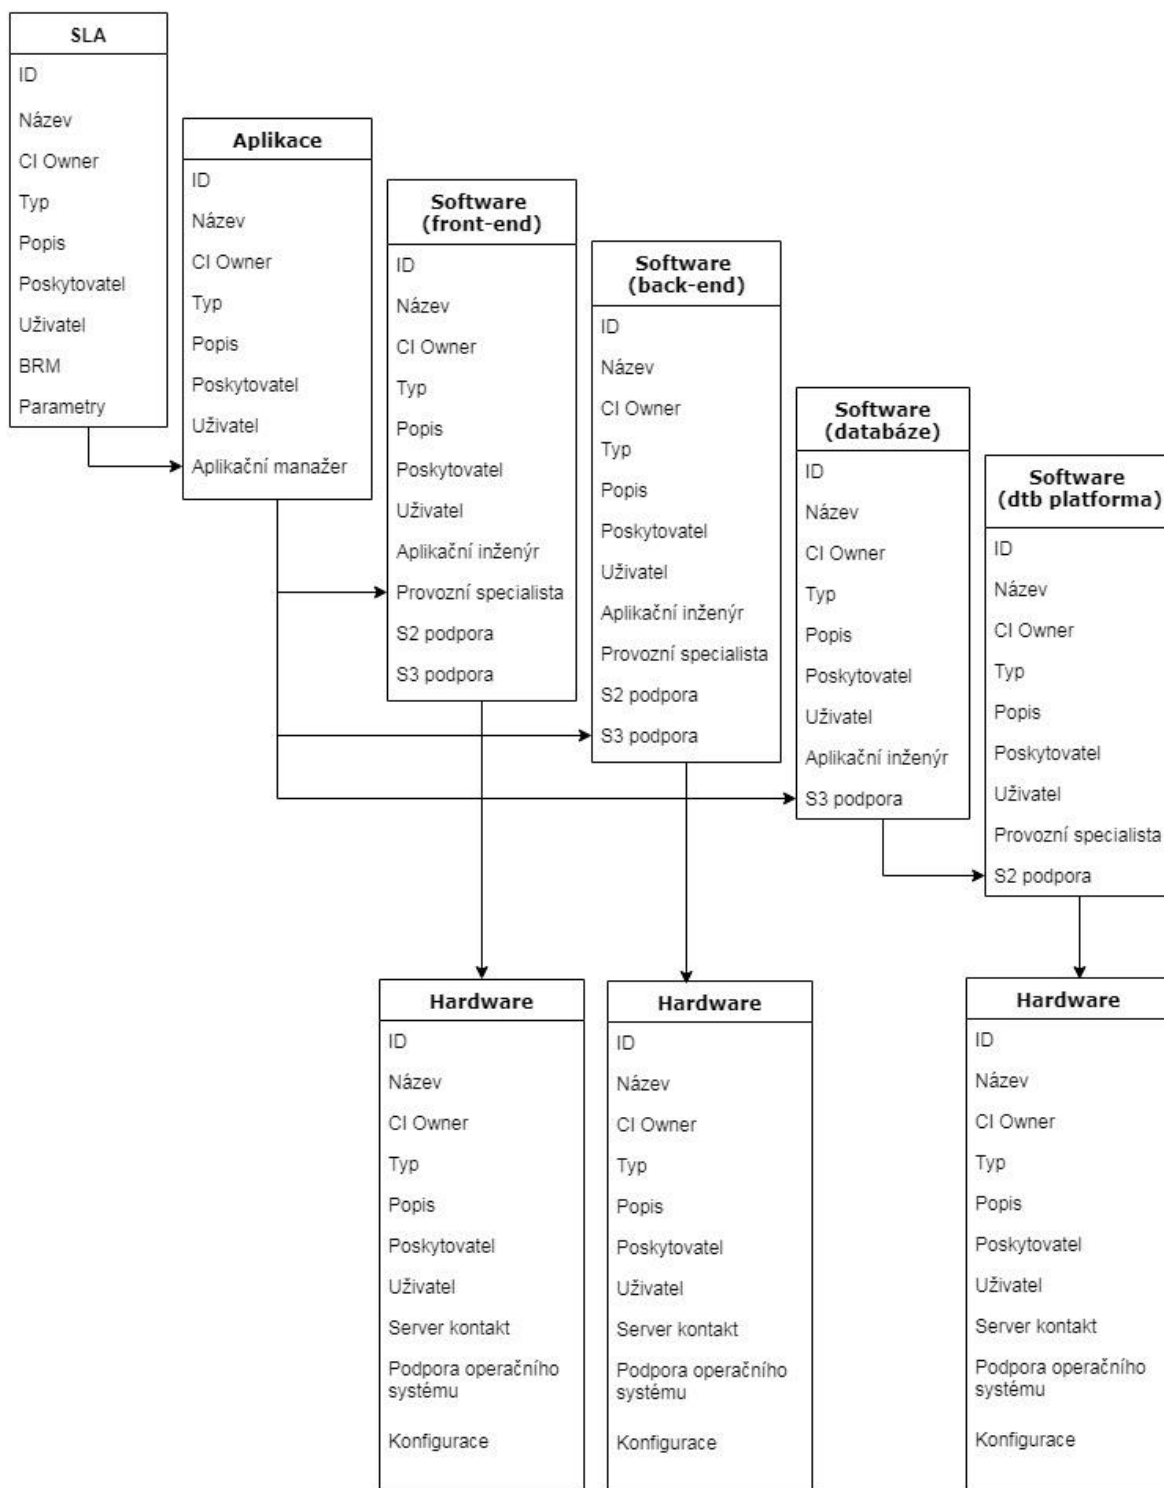 SLA
ID
Název
CI Owner
Typ
Popis
Poskytovatel
Uživatel
BRM
Parametry
Aplikace
ID
Název
CI Owner
Typ
Popis
Poskytovatel
Uživatel
Aplikační manažer
Software
(front-end)
ID
Název
CI Owner
Typ
Popis
Poskytovatel
Uživatel
Aplikační inženýr
Provozní specialista
S2 podpora
S3 podpora
Software
(back-end)
ID
Název
CI Owner
Typ
Popis
Poskytovatel
Uživatel
Aplikační inženýr
Provozní specialista
S2 podpora
S3 podpora
Software
(databáze)
ID
Název
CI Owner
Typ
Popis
Poskytovatel
Uživatel
Aplikační inženýr
S3 podpora
Software
(dtb platforma)
ID
Název
CI Owner
Typ
Popis
Poskytovatel
Uživatel
Provozní specialista
S2 podpora
Hardware
ID
Název
CI Owner
Typ
Popis
Poskytovatel
Uživatel
Server kontakt
Podpora operačního
systému
Konfigurace
Hardware
ID
Název
CI Owner
Typ
Popis
Poskytovatel
Uživatel
Server kontakt
Podpora operačního
systému
Konfigurace
Hardware
ID
Název
CI Owner
Typ
Popis
Poskytovatel
Uživatel
Server kontakt
Podpora operačního
systému
Konfigurace